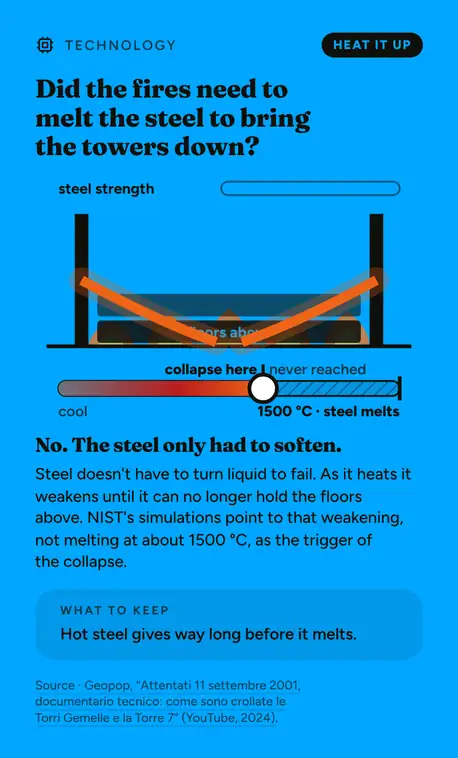 TECHNOLOGY
HEAT IT UP
Did the fires need to
melt the steel to bring
the towers down?
steel strength
collapse here
never reached
cool
1500 °C · steel melts
No. The steel only had to soften.
Steel doesn't have to turn liquid to fail. As it heats it
weakens until it can no longer hold the floors
above. NIST's simulations point to that weakening,
not melting at about 1500 °C, as the trigger of
the collapse.
WHAT TO KEEP
Hot steel gives way long before it melts.
Source · Geopop, "Attentati 11 settembre 2001,
documentario tecnico: come sono crollate le
Torri Gemelle e la Torre 7" (YouTube, 2024).